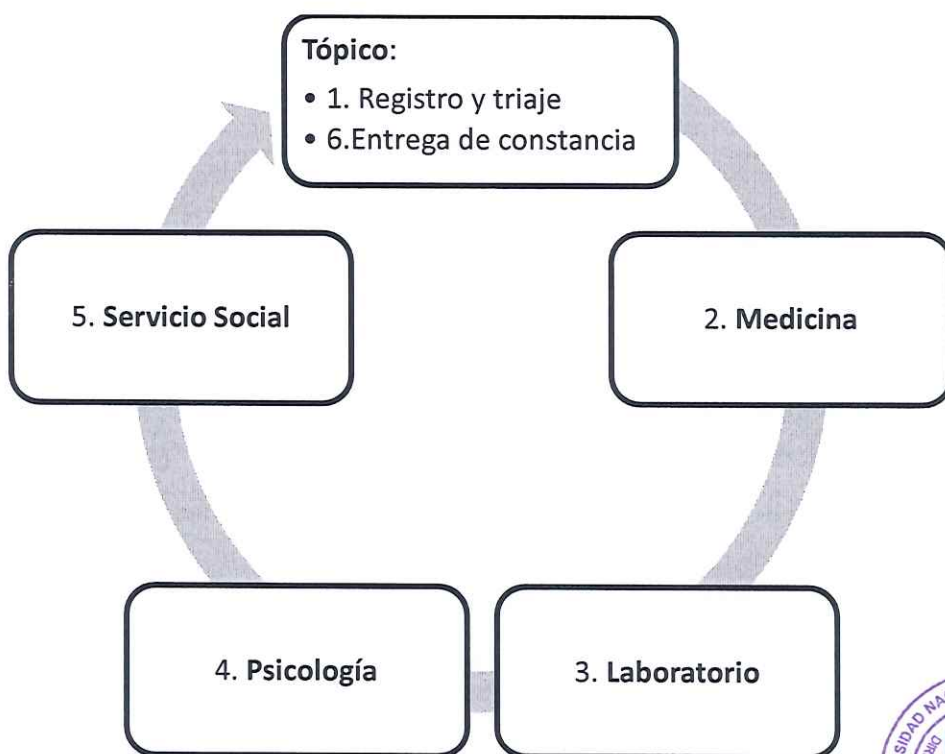 Tópico:
• 1. Registro y triaje
• 6.Entrega de constancia
5. Servicio Social
2. Medicina
4. Psicología
3. Laboratorio